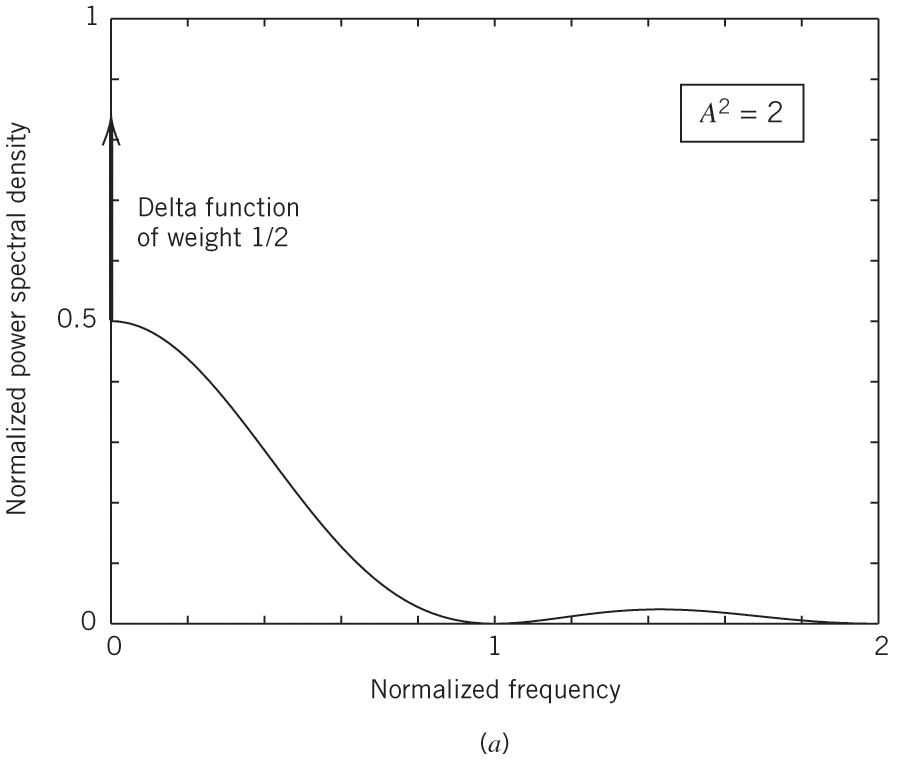 1
A² = 2
Normalized power spectral density
Delta function
of weight 1/2
0.5
0
0
1
2
Normalized frequency
(a)